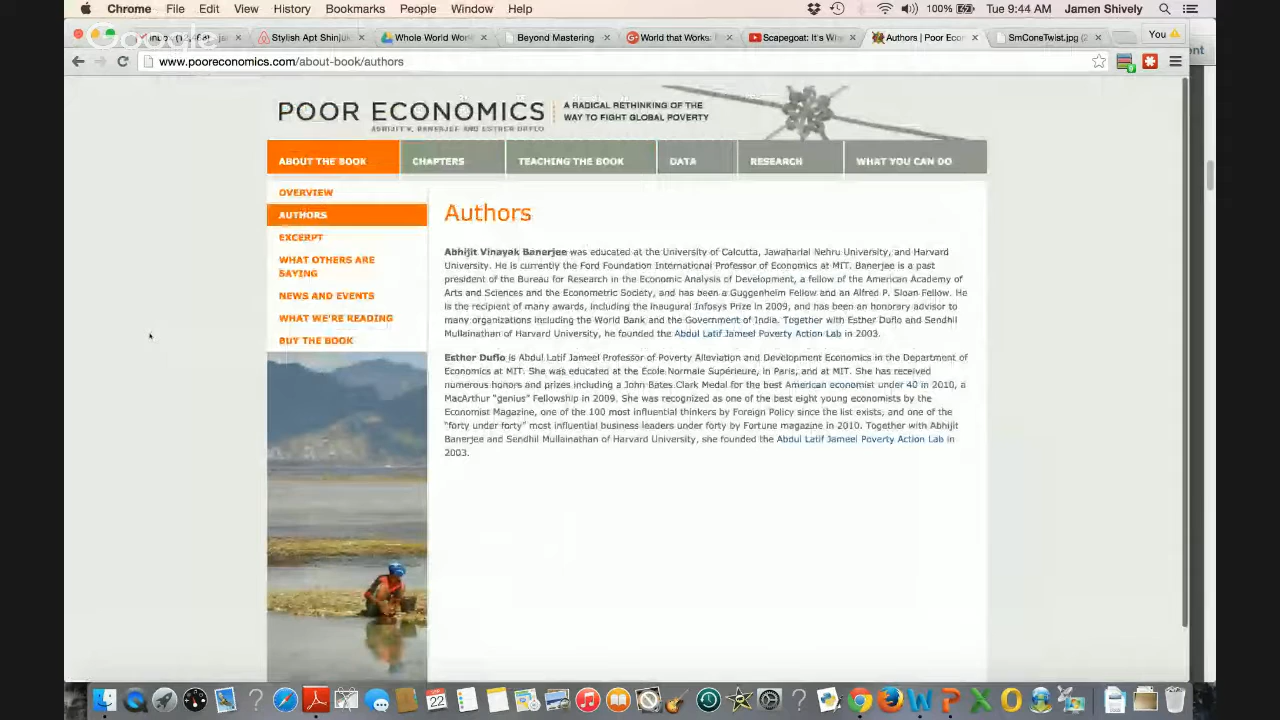 Chrome File Edit View History Bookmarks People Window Help 100% Tue 9:44 AM Jamen Shively
Google
Stylish Apt Shinjuk Whole World Wor Beyond Mastering World that Works: Scapegoat: It's Wh Authors | Poor Econ SmConeTwist.jpg (2 You
www.pooreconomics.com/about-book/authors
POOR ECONOMICS
A RADICAL RETHINKING OF THE
WAY TO FIGHT GLOBAL POVERTY
ABHIJIT V. BANERJEE AND ESTHER DUFLO
ABOUT THE BOOK CHAPTERS TEACHING THE BOOK DATA RESEARCH WHAT YOU CAN DO
OVERVIEW
AUTHORS
EXCERPT
WHAT OTHERS ARE
SAYING
NEWS AND EVENTS
WHAT WE'RE READING
BUY THE BOOK
Authors
Abhijit Vinayak Banerjee was educated at the University of Calcutta, Jawaharlal Nehru University, and Harvard
University. He is currently the Ford Foundation International Professor of Economics at MIT. Banerjee is a past
president of the Bureau for Research in the Economic Analysis of Development, a fellow of the American Academy of
Arts and Sciences and the Econometric Society, and has been a Guggenheim Fellow and an Alfred P. Sloan Fellow. He
is the recipient of many awards, including the inaugural Infosys Prize in 2009, and has been an honorary advisor to
many organizations including the World Bank and the Government of India. Together with Esther Duflo and Sendhil
Mullainathan of Harvard University, he founded the Abdul Latif Jameel Poverty Action Lab in 2003.
Esther Duflo is Abdul Latif Jameel Professor of Poverty Alleviation and Development Economics in the Department of
Economics at MIT. She was educated at the Ecole Normale Supérieure, in Paris, and at MIT. She has received
numerous honors and prizes including a John Bates Clark Medal for the best American economist under 40 in 2010, a
MacArthur "genius" Fellowship in 2009. She was recognized as one of the best eight young economists by the
Economist Magazine, one of the 100 most influential thinkers by Foreign Policy since the list exists, and one of the
"forty under forty" most influential business leaders under forty by Fortune magazine in 2010. Together with Abhijit
Banerjee and Sendhil Mullainathan of Harvard University, she founded the Abdul Latif Jameel Poverty Action Lab in
2003.